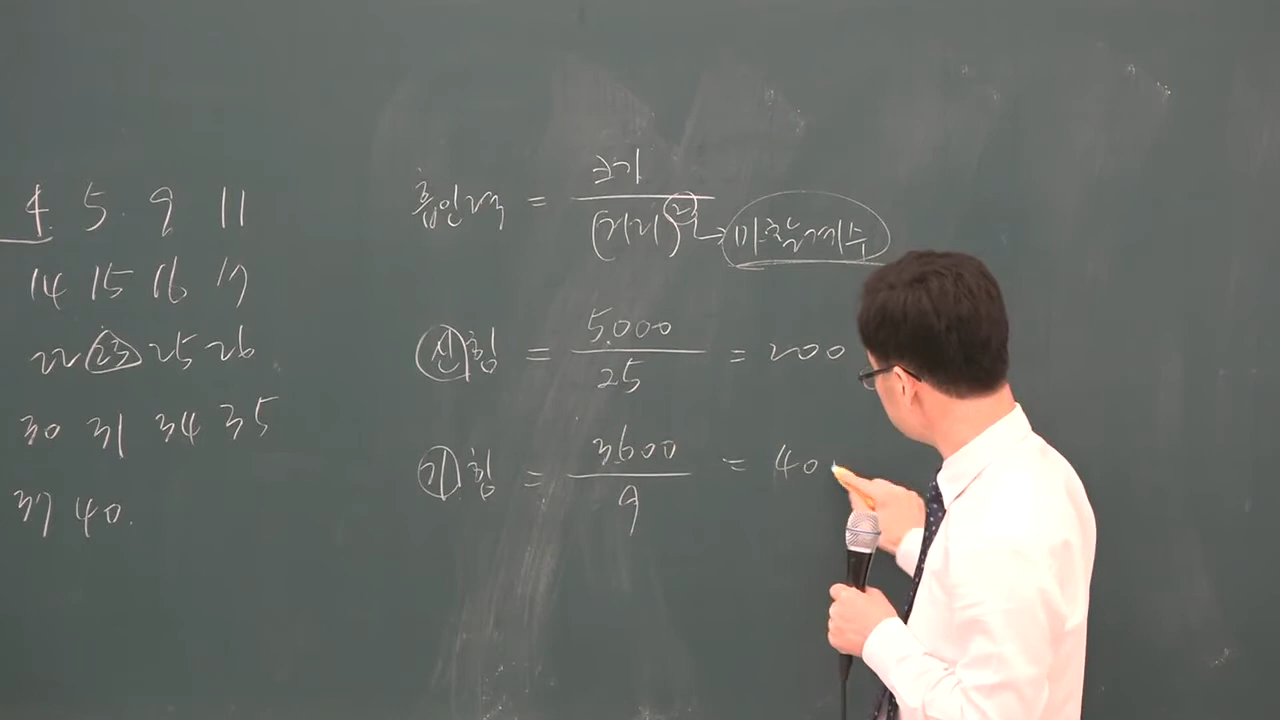 4 5 9 11
14 15 16 17
22 23 25 26
30 31 34 35
37 40
흡인력 = 크기 / (거리)² → 마찰계수
신 힘 = 5,000 / 25 = 200
기 힘 = 3,600 / 9 = 40